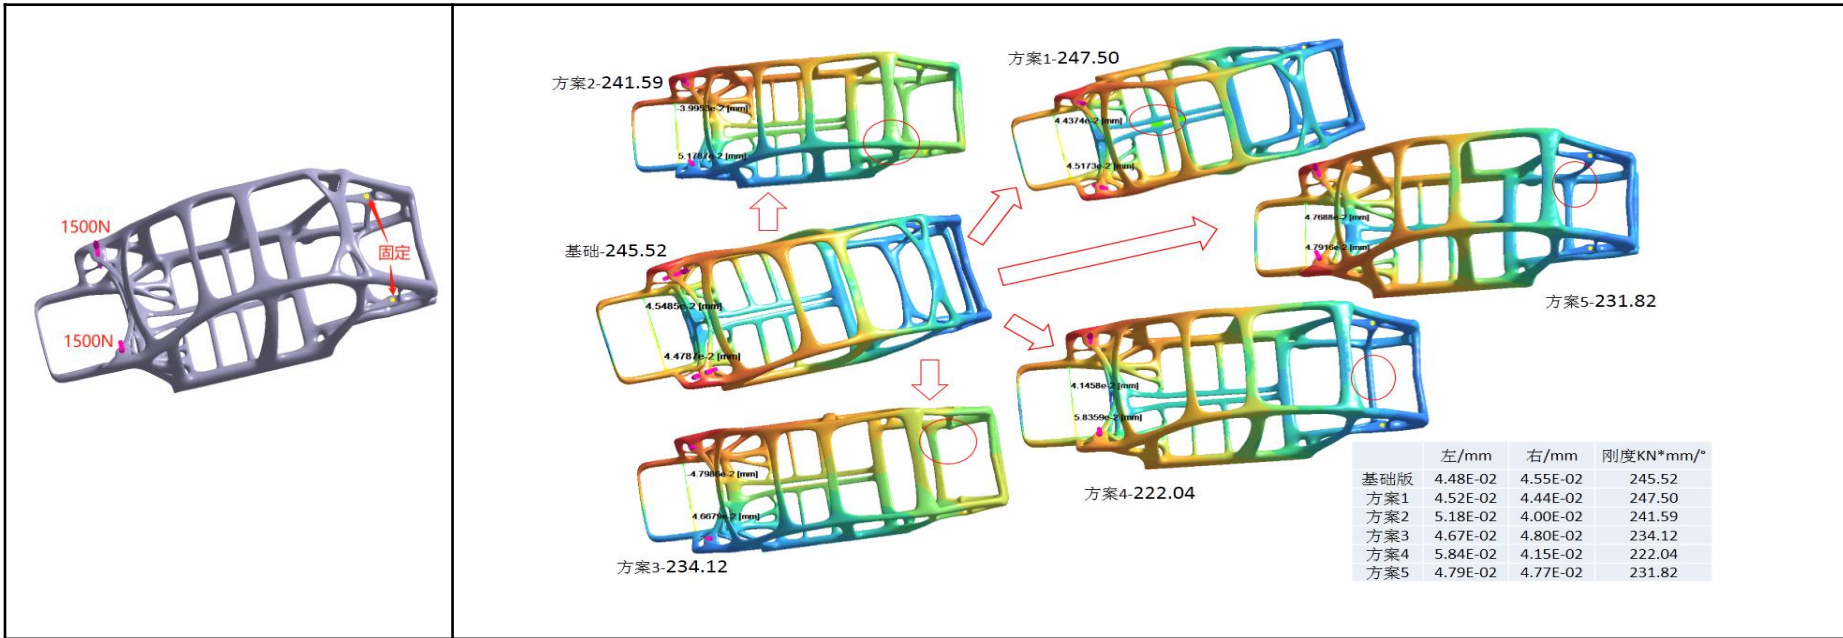 1500N
固定
1500N
方案2-241.59
-3.9953e-2 [mm]
5.1787e-2 [mm]
方案1-247.50
4.4374e-2 [mm]
4.5173e-2 [mm]
基础-245.52
4.5485e-2 [mm]
4.4787e-2 [mm]
4.7688e-2 [mm]
4.7916e-2 [mm]
方案5-231.82
4.1458e-2 [mm]
5.8359e-2 [mm]
方案4-222.04
-4.7986e-2 [mm]
4.6679e-2 [mm]
方案3-234.12
左/mm 右/mm 刚度KN*mm/°
基础版 4.48E-02 4.55E-02 245.52
方案1 4.52E-02 4.44E-02 247.50
方案2 5.18E-02 4.00E-02 241.59
方案3 4.67E-02 4.80E-02 234.12
方案4 5.84E-02 4.15E-02 222.04
方案5 4.79E-02 4.77E-02 231.82